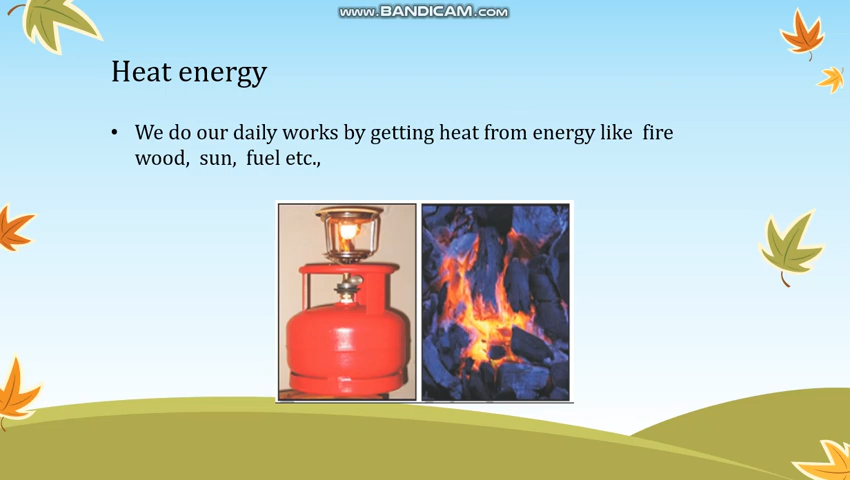 www.BANDICAM.com
Heat energy
• We do our daily works by getting heat from energy like fire
wood, sun, fuel etc.,